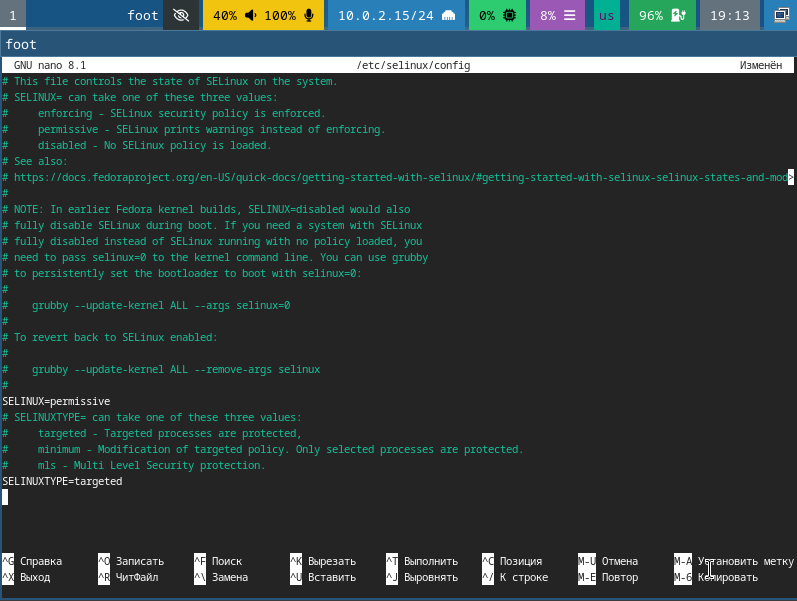 1 foot 40% 100% 10.0.2.15/24 0% 8% us 96% 19:13
foot
GNU nano 8.1 /etc/selinux/config Изменён
# This file controls the state of SELinux on the system.
# SELINUX= can take one of these three values:
#     enforcing - SELinux security policy is enforced.
#     permissive - SELinux prints warnings instead of enforcing.
#     disabled - No SELinux policy is loaded.
# See also:
# https://docs.fedoraproject.org/en-US/quick-docs/getting-started-with-selinux/#getting-started-with-selinux-selinux-states-and-mod>
#
# NOTE: In earlier Fedora kernel builds, SELINUX=disabled would also
# fully disable SELinux during boot. If you need a system with SELinux
# fully disabled instead of SELinux running with no policy loaded, you
# need to pass selinux=0 to the kernel command line. You can use grubby
# to persistently set the bootloader to boot with selinux=0:
#
#    grubby --update-kernel ALL --args selinux=0
#
# To revert back to SELinux enabled:
#
#    grubby --update-kernel ALL --remove-args selinux
#
SELINUX=permissive
# SELINUXTYPE= can take one of these three values:
#     targeted - Targeted processes are protected,
#     minimum - Modification of targeted policy. Only selected processes are protected.
#     mls - Multi Level Security protection.
SELINUXTYPE=targeted
^G Справка ^O Записать ^F Поиск ^K Вырезать ^T Выполнить ^C Позиция M-U Отмена M-A Установить метку
^X Выход ^R ЧитФайл ^\ Замена ^U Вставить ^J Выровнять ^/ К строке M-E Повтор M-6 Копировать